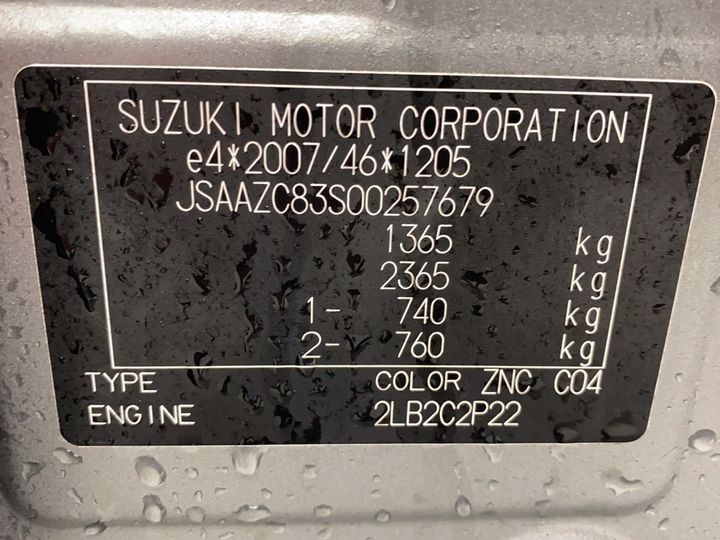 SUZUKI MOTOR CORPORATION
e4*2007/46*1205
JSAAZC83S00257679
1365 kg
2365 kg
1- 740 kg
2- 760 kg
TYPE COLOR ZNC C04
ENGINE 2LB2C2P22